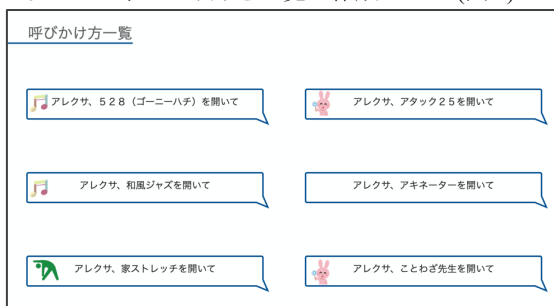 呼びかけ方一覧
アレクサ、528（ゴーニーハチ）を開いて
アレクサ、アタック25を開いて
アレクサ、和風ジャズを開いて
アレクサ、アキネーターを開いて
アレクサ、家ストレッチを開いて
アレクサ、ことわざ先生を開いて